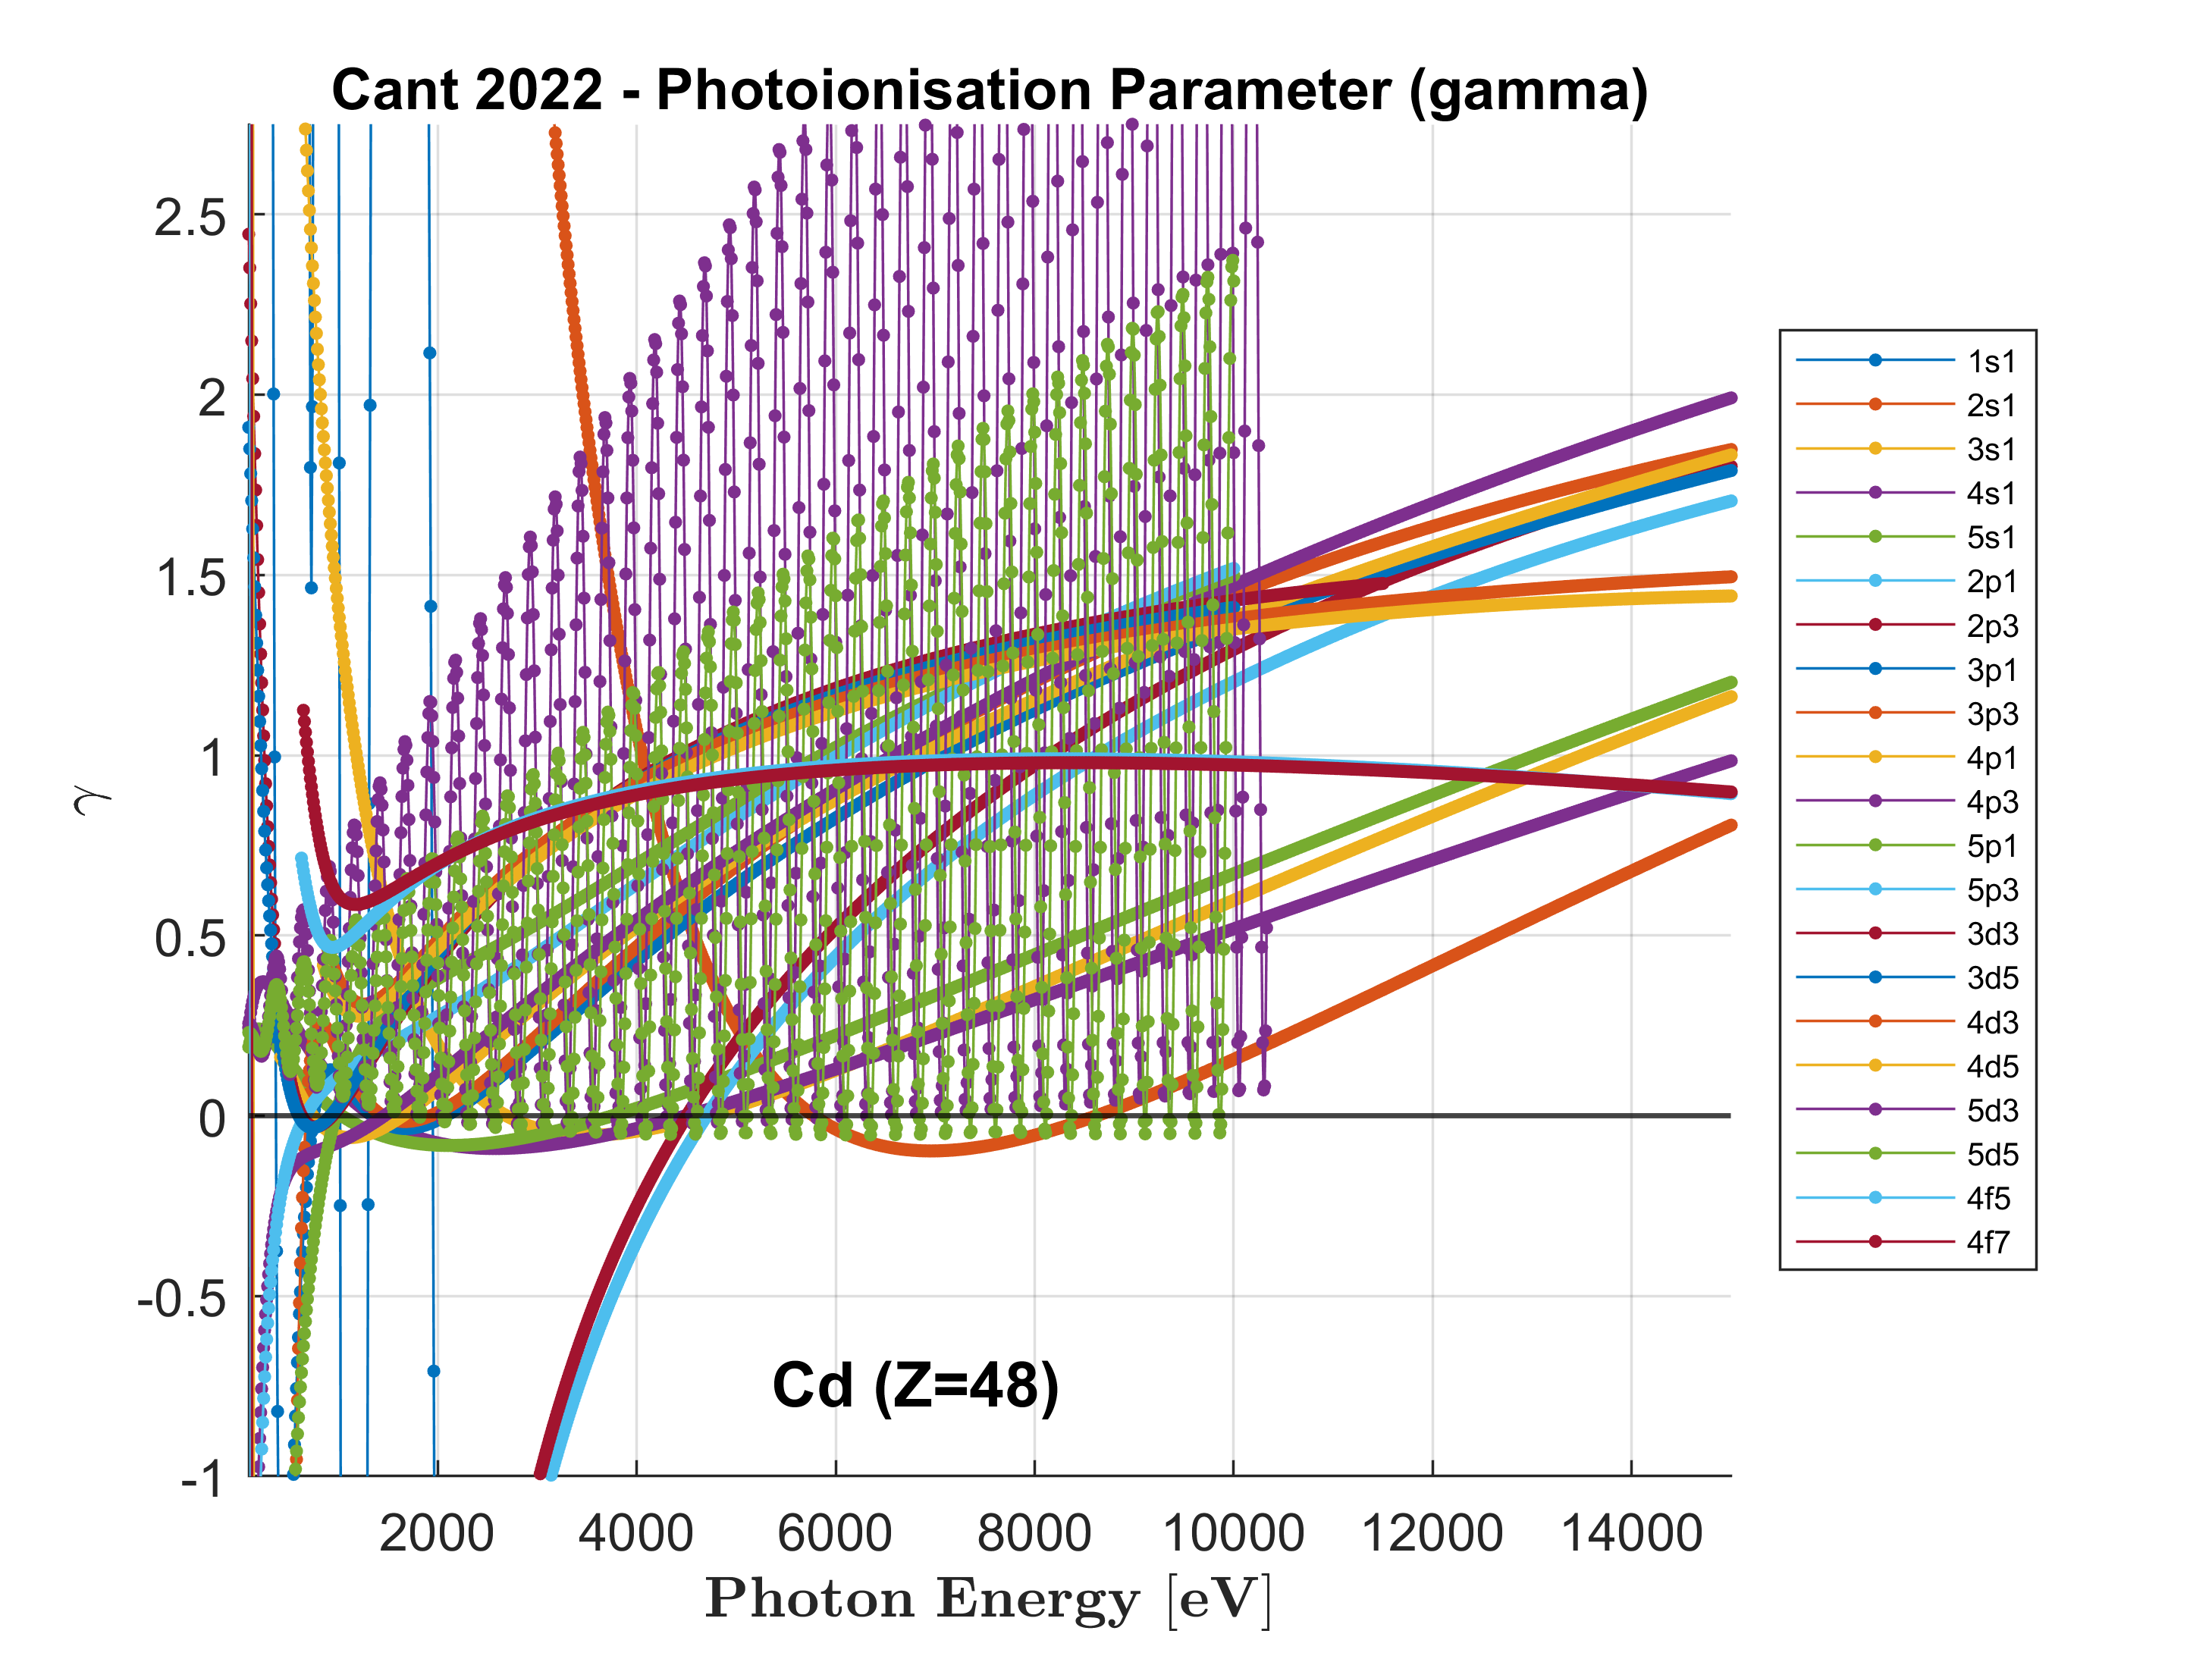 Cant 2022 - Photoionisation Parameter (gamma)
2.5
2
1.5
1
0.5
0
-0.5
-1
γ
Cd (Z=48)
2000 4000 6000 8000 10000 12000 14000
Photon Energy [eV]
1s1
2s1
3s1
4s1
5s1
2p1
2p3
3p1
3p3
4p1
4p3
5p1
5p3
3d3
3d5
4d3
4d5
5d3
5d5
4f5
4f7